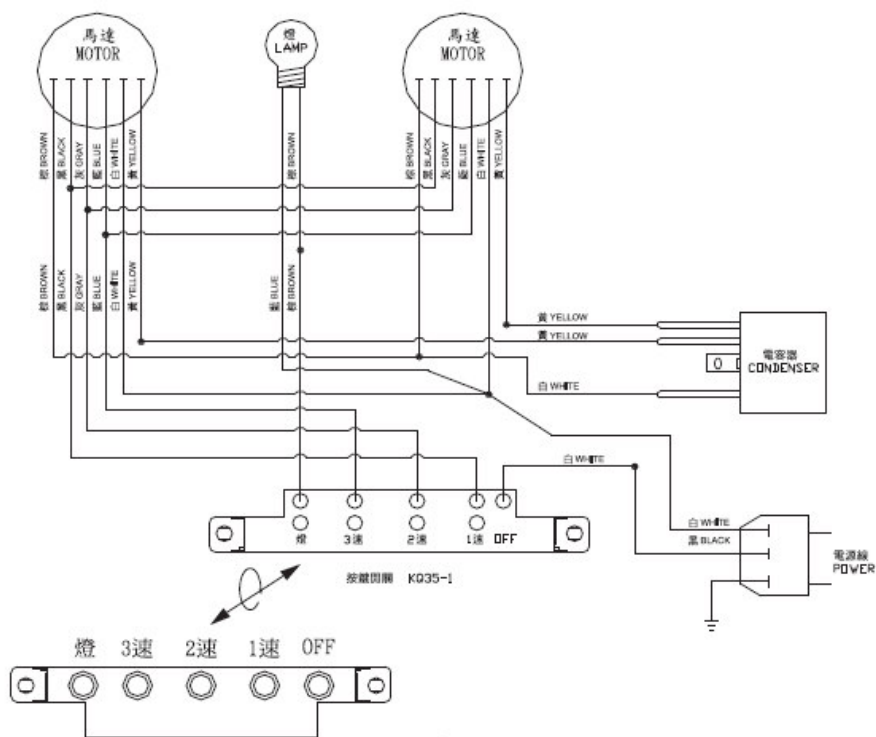 馬達
MOTOR
燈
LAMP
馬達
MOTOR
棕 BROWN
黑 BLACK
灰 GRAY
藍 BLUE
白 WHITE
黃 YELLOW
棕 BROWN
棕 BROWN
黑 BLACK
灰 GRAY
藍 BLUE
白 WHITE
黃 YELLOW
棕 BROWN
黑 BLACK
灰 GRAY
藍 BLUE
白 WHITE
黃 YELLOW
藍 BLUE
棕 BROWN
黃 YELLOW
黃 YELLOW
白 WHITE
電容器
CONDENSER
白 WHITE
白 WHITE
黑 BLACK
電源線
POWER
燈 3速 2速 1速 OFF
按鍵開關 KQ35-1
燈 3速 2速 1速 OFF